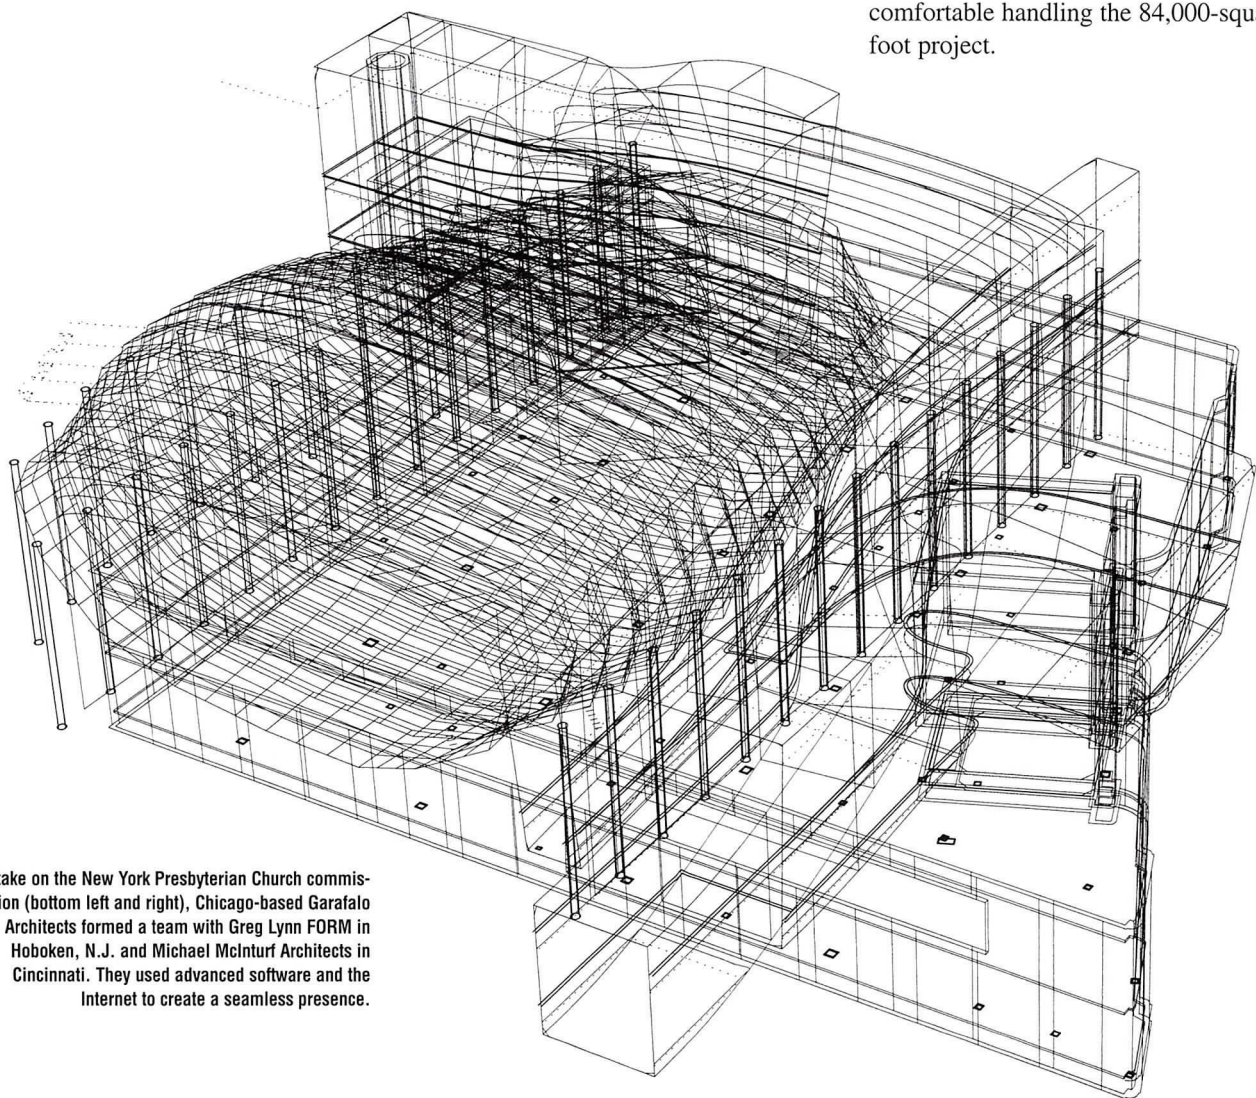 comfortable handling the 84,000-squ
foot project.
take on the New York Presbyterian Church commis-
ion (bottom left and right), Chicago-based Garafalo
Architects formed a team with Greg Lynn FORM in
Hoboken, N.J. and Michael McInturf Architects in
Cincinnati. They used advanced software and the
Internet to create a seamless presence.